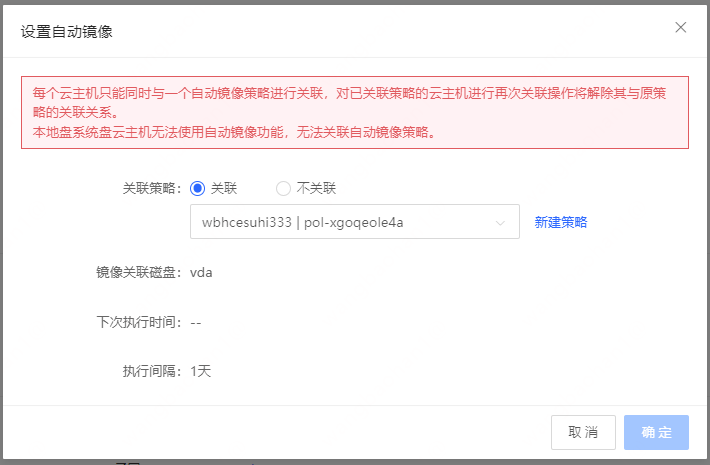 设置自动镜像
每个云主机只能同时与一个自动镜像策略进行关联，对已关联策略的云主机进行再次关联操作将解除其与原策
略的关联关系。
本地盘系统盘云主机无法使用自动镜像功能，无法关联自动镜像策略。
关联策略： 关联 不关联
wbhcesuhi333 | pol-xgoqeole4a 新建策略
镜像关联磁盘： vda
下次执行时间： --
执行间隔： 1天
取 消 确 定